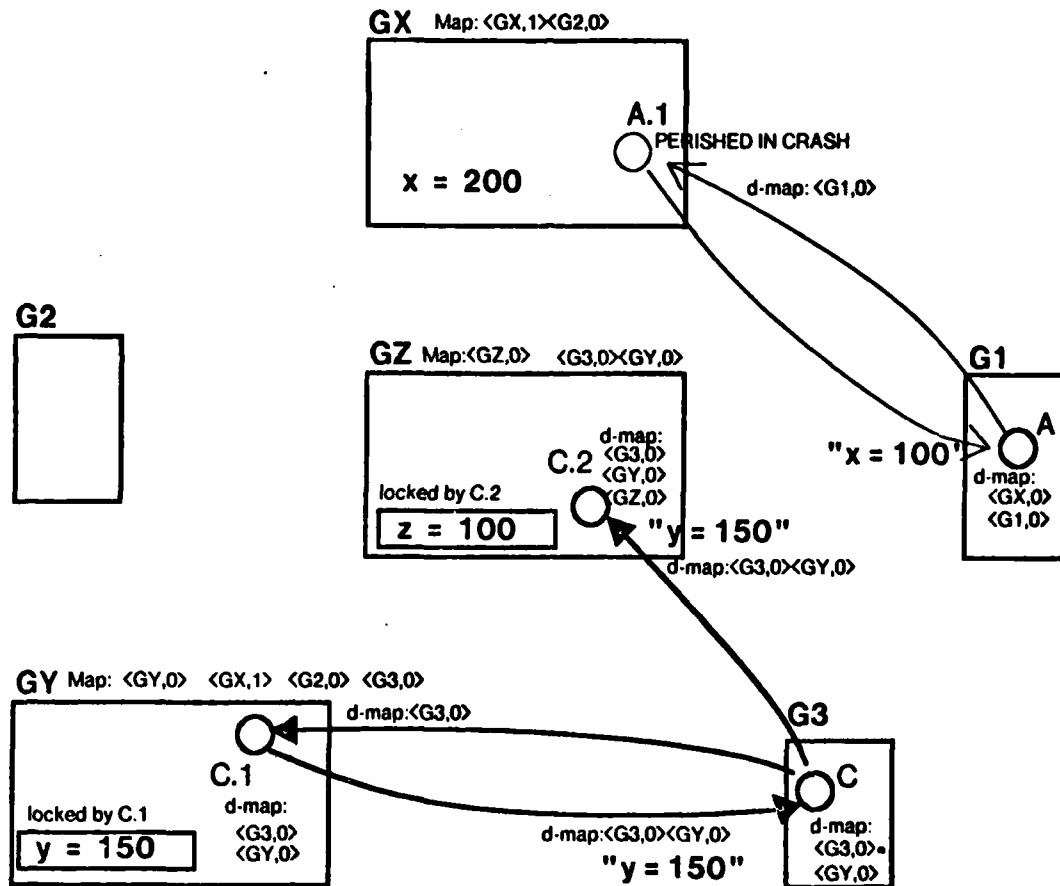 GX Map: <GX,1><G2,0>
A.1
PERISHED IN CRASH
x = 200
d-map: <G1,0>
G2
GZ Map:<GZ,0> <G3,0><GY,0>
G1
A
d-map:
<G3,0>
<GY,0>
<GZ,0>
C.2
"x = 100"
d-map:
<GX,0>
<G1,0>
locked by C.2
z = 100
"y = 150"
d-map:<G3,0><GY,0>
GY Map: <GY,0> <GX,1> <G2,0> <G3,0>
d-map:<G3,0>
G3
C.1
C
locked by C.1
y = 150
d-map:
<G3,0>
<GY,0>
d-map:<G3,0><GY,0>
"y = 150"
d-map:
<G3,0>
<GY,0>